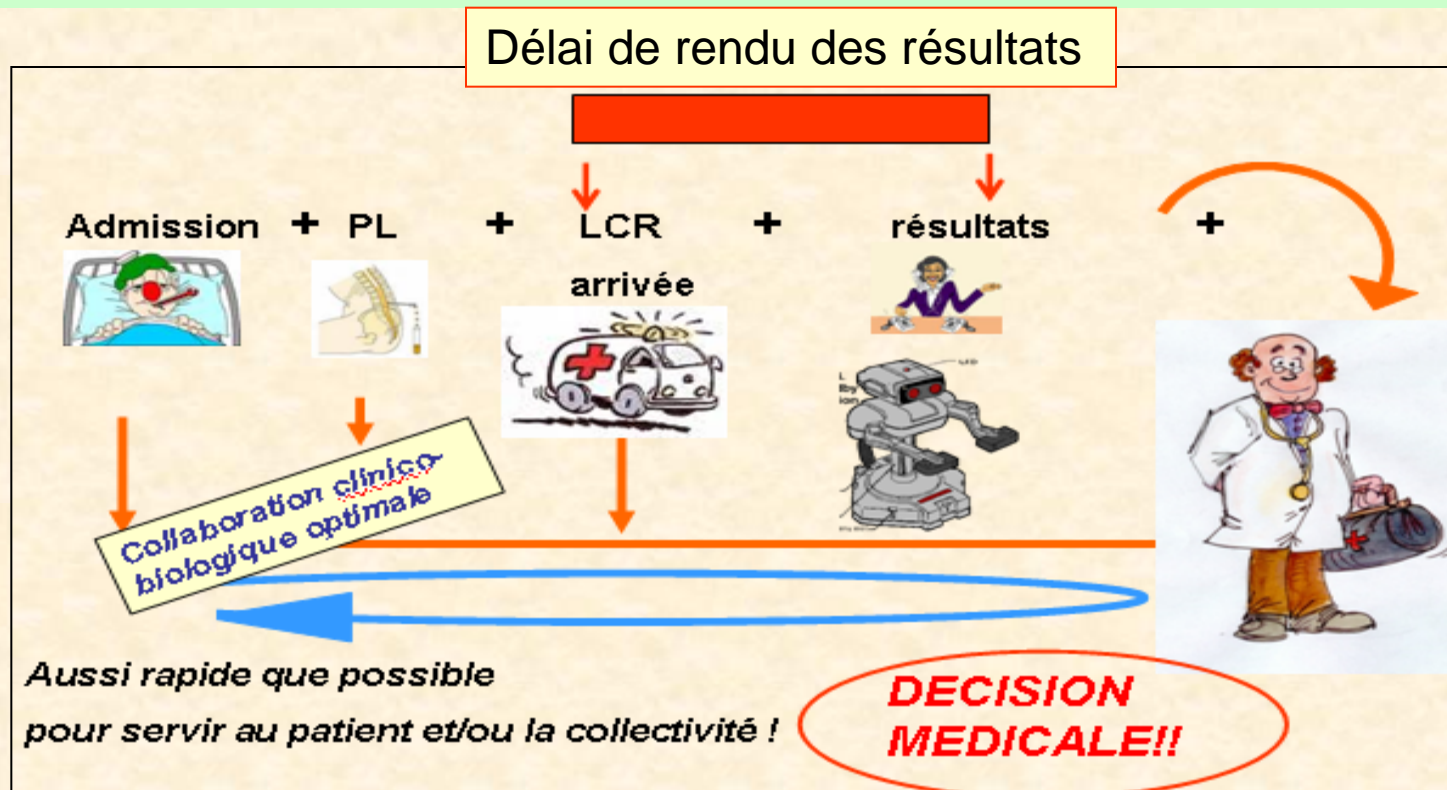 Délai de rendu des résultats
Admission + PL + LCR + résultats +
arrivée
Collaboration clinico-
biologique optimale
Aussi rapide que possible
pour servir au patient et/ou la collectivité !
DECISION
MEDICALE!!